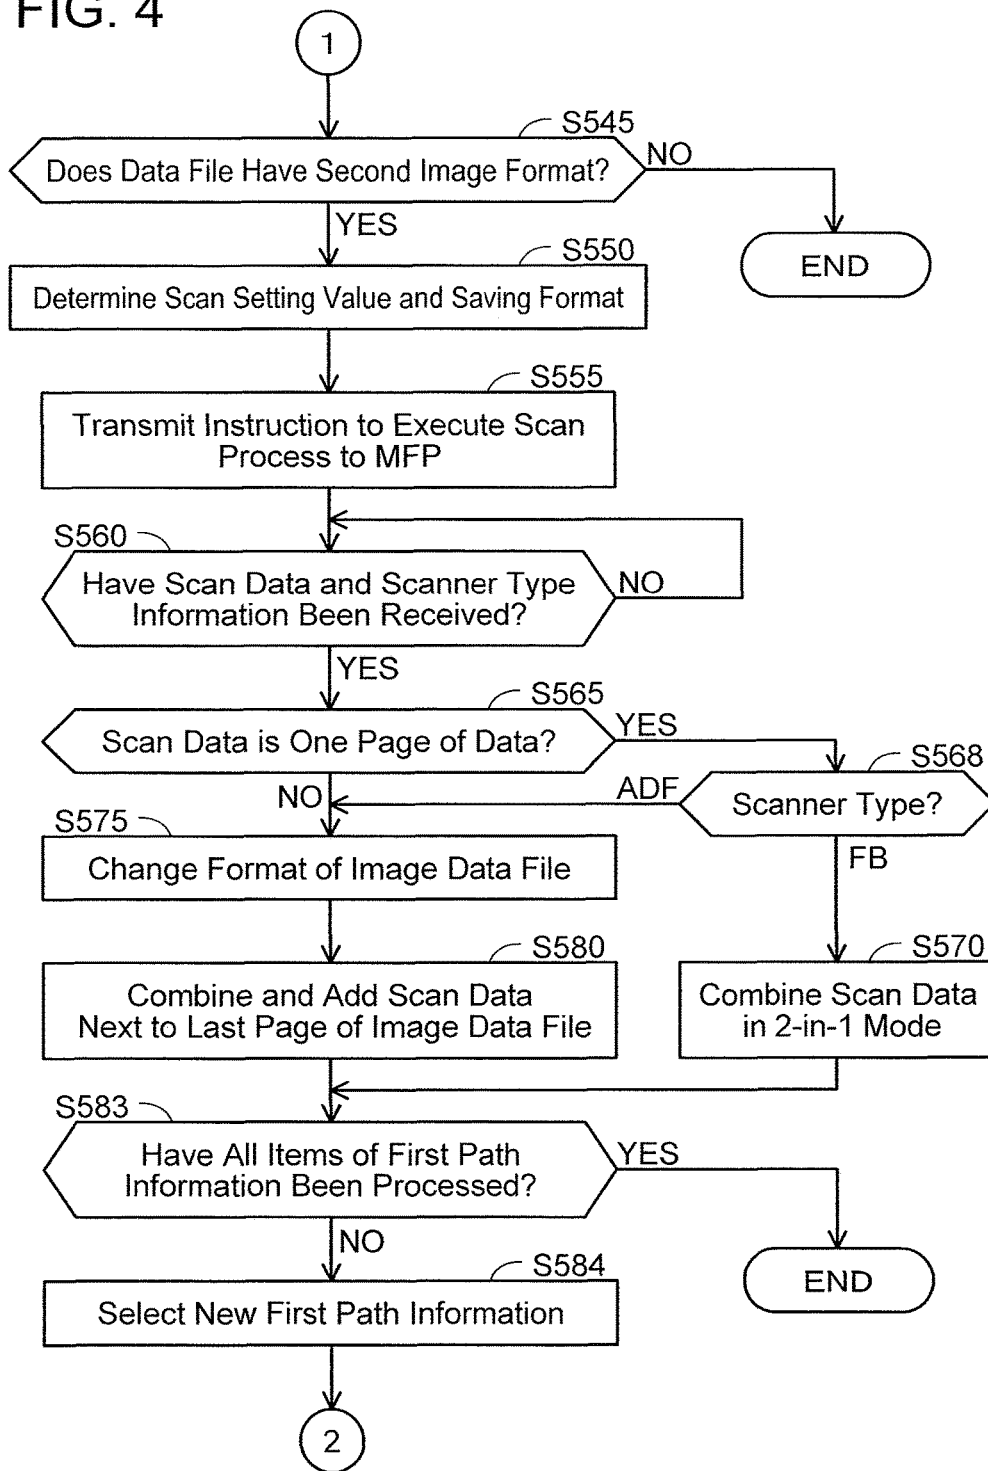 FIG. 4
1
S545
Does Data File Have Second Image Format?
NO
YES
END
S550
Determine Scan Setting Value and Saving Format
S555
Transmit Instruction to Execute Scan
Process to MFP
S560
Have Scan Data and Scanner Type
Information Been Received?
NO
YES
S565
Scan Data is One Page of Data?
YES
S568
Scanner Type?
ADF
NO
FB
S575
Change Format of Image Data File
S580
Combine and Add Scan Data
Next to Last Page of Image Data File
S570
Combine Scan Data
in 2-in-1 Mode
S583
Have All Items of First Path
Information Been Processed?
YES
NO
END
S584
Select New First Path Information
2